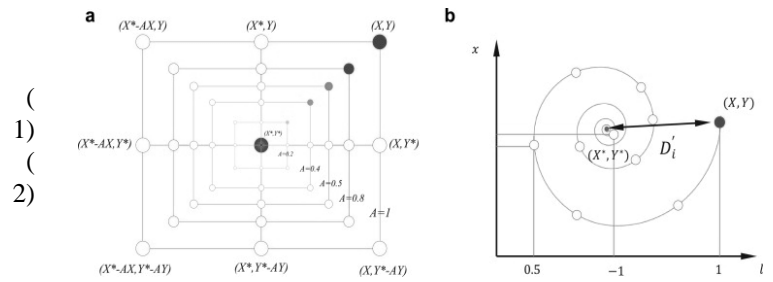 a
b
(X*-AX,Y)
(X*,Y)
(X,Y)
x
(X,Y)
(
1)
(
2)
(X*-AX,Y*)
(X*,Y*)
(X,Y*)
A=0.2
A=0.4
A=0.5
A=0.8
A=1
(X*,Y*)
D'i
(X*-AX,Y*-AY)
(X*,Y*-AY)
(X,Y*-AY)
0.5
−1
1
l